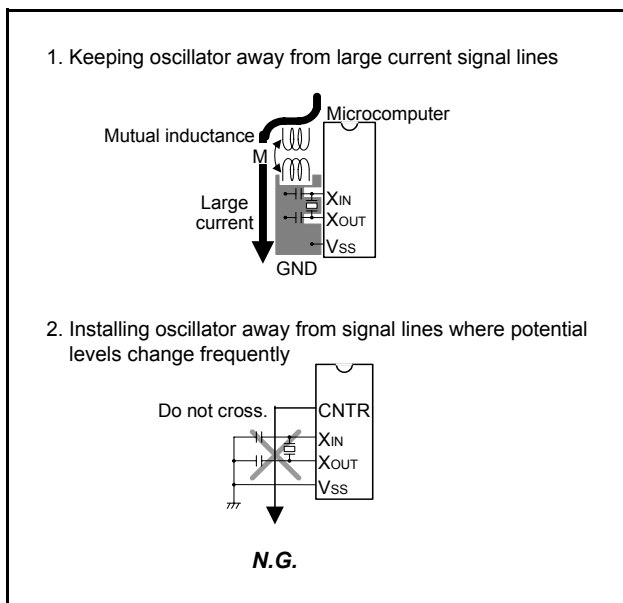 1. Keeping oscillator away from large current signal lines
Microcomputer
Mutual inductance
M
Large
current
XIN
XOUT
VSS
GND
2. Installing oscillator away from signal lines where potential
levels change frequently
Do not cross.
CNTR
XIN
XOUT
VSS
N.G.